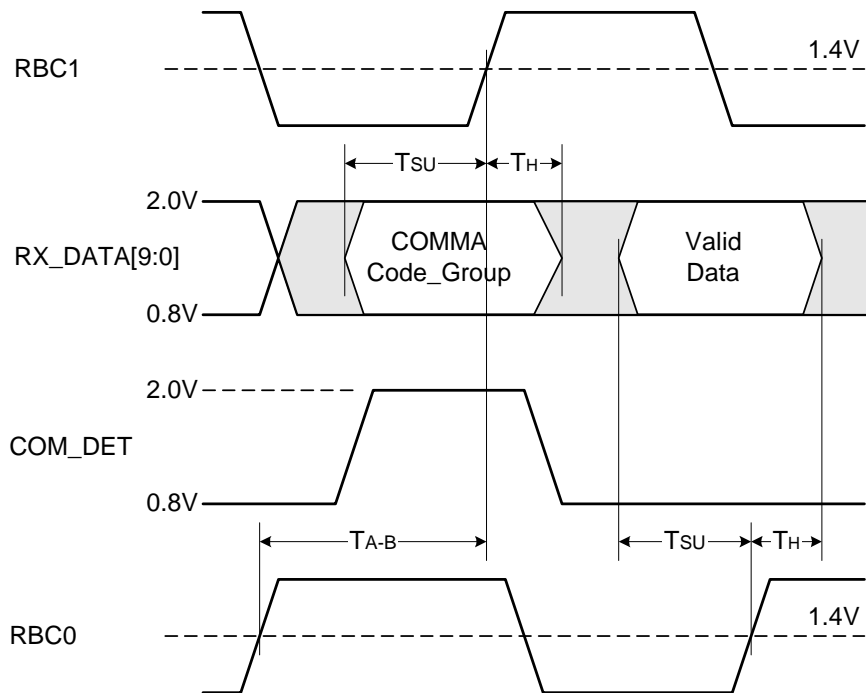 RBC1
1.4V
TSU
TH
2.0V
RX_DATA[9:0]
COMMA
Code_Group
Valid
Data
0.8V
2.0V
COM_DET
0.8V
TA-B
TSU
TH
RBC0
1.4V